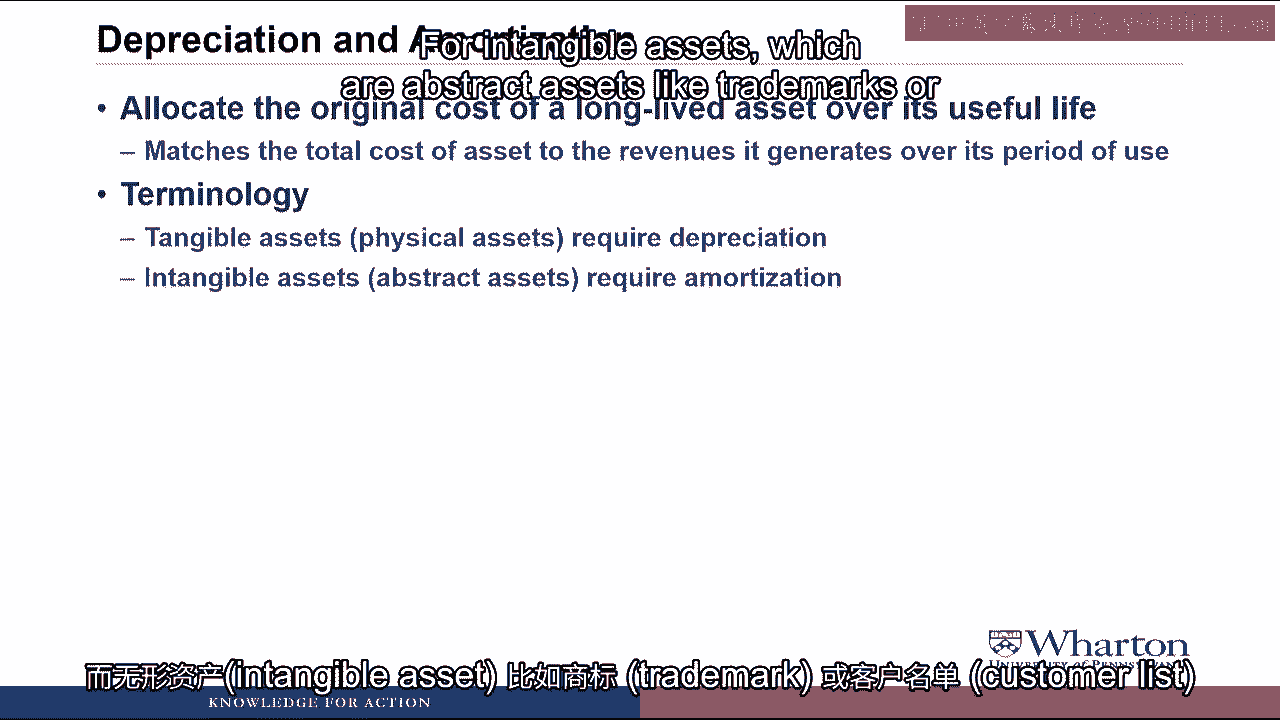 Depreciation and Amortization
For intangible assets, which
are abstract assets like trademarks or
• Allocate the original cost of a long-lived asset over its useful life
– Matches the total cost of asset to the revenues it generates over its period of use
• Terminology
– Tangible assets (physical assets) require depreciation
– Intangible assets (abstract assets) require amortization
Wharton
UNIVERSITY of PENNSYLVANIA
而无形资产(intangible asset) 比如商标 (trademark) 或客户名单 (customer list)
KNOWLEDGE FOR ACTION